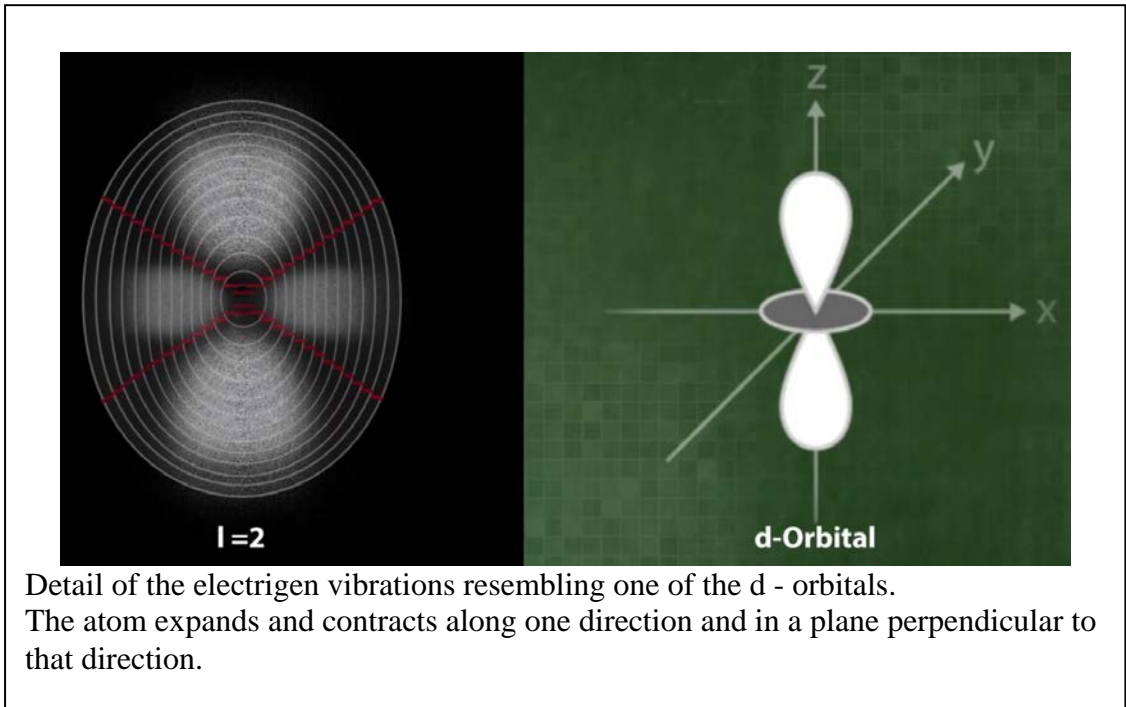 z
y
x
l =2
d-Orbital
Detail of the electrigen vibrations resembling one of the d - orbitals.
The atom expands and contracts along one direction and in a plane perpendicular to
that direction.